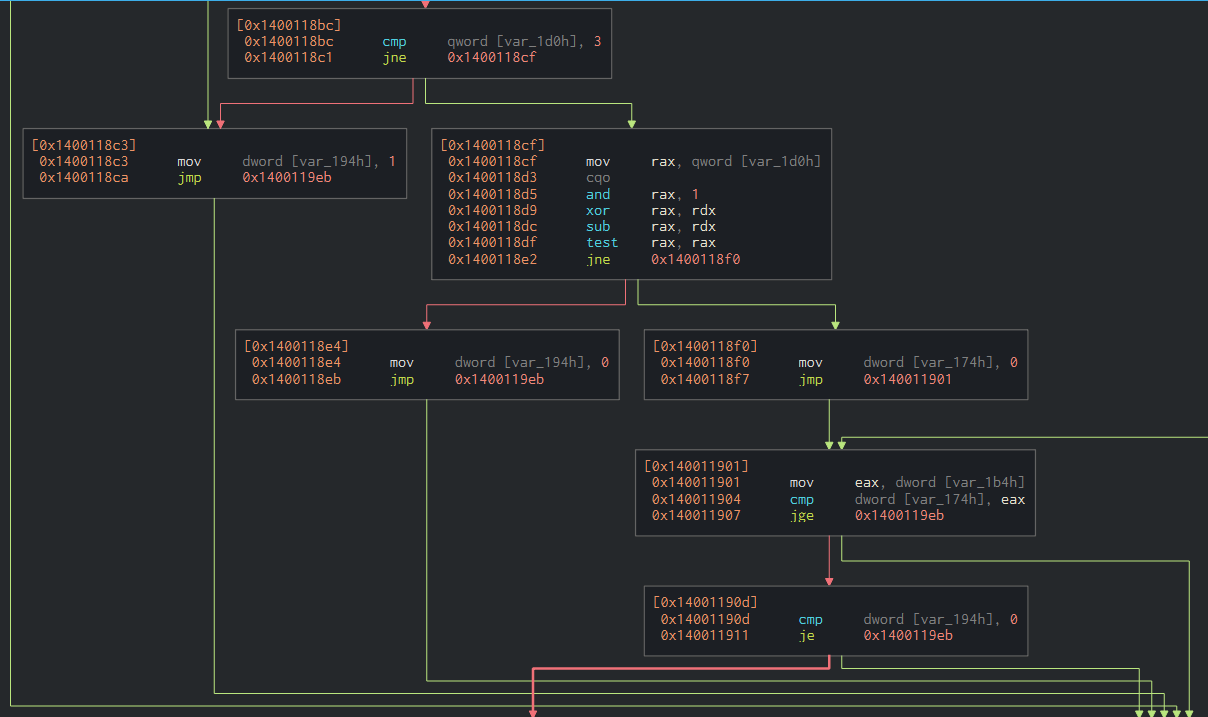 [0x1400118bc]
0x1400118bc cmp qword [var_1d0h], 3
0x1400118c1 jne 0x1400118cf
[0x1400118c3]
0x1400118c3 mov dword [var_194h], 1
0x1400118ca jmp 0x1400119eb
[0x1400118cf]
0x1400118cf mov rax, qword [var_1d0h]
0x1400118d3 cqo
0x1400118d5 and rax, 1
0x1400118d9 xor rax, rdx
0x1400118dc sub rax, rdx
0x1400118df test rax, rax
0x1400118e2 jne 0x1400118f0
[0x1400118e4]
0x1400118e4 mov dword [var_194h], 0
0x1400118eb jmp 0x1400119eb
[0x1400118f0]
0x1400118f0 mov dword [var_174h], 0
0x1400118f7 jmp 0x140011901
[0x140011901]
0x140011901 mov eax, dword [var_1b4h]
0x140011904 cmp dword [var_174h], eax
0x140011907 jge 0x1400119eb
[0x14001190d]
0x14001190d cmp dword [var_194h], 0
0x140011911 je 0x1400119eb